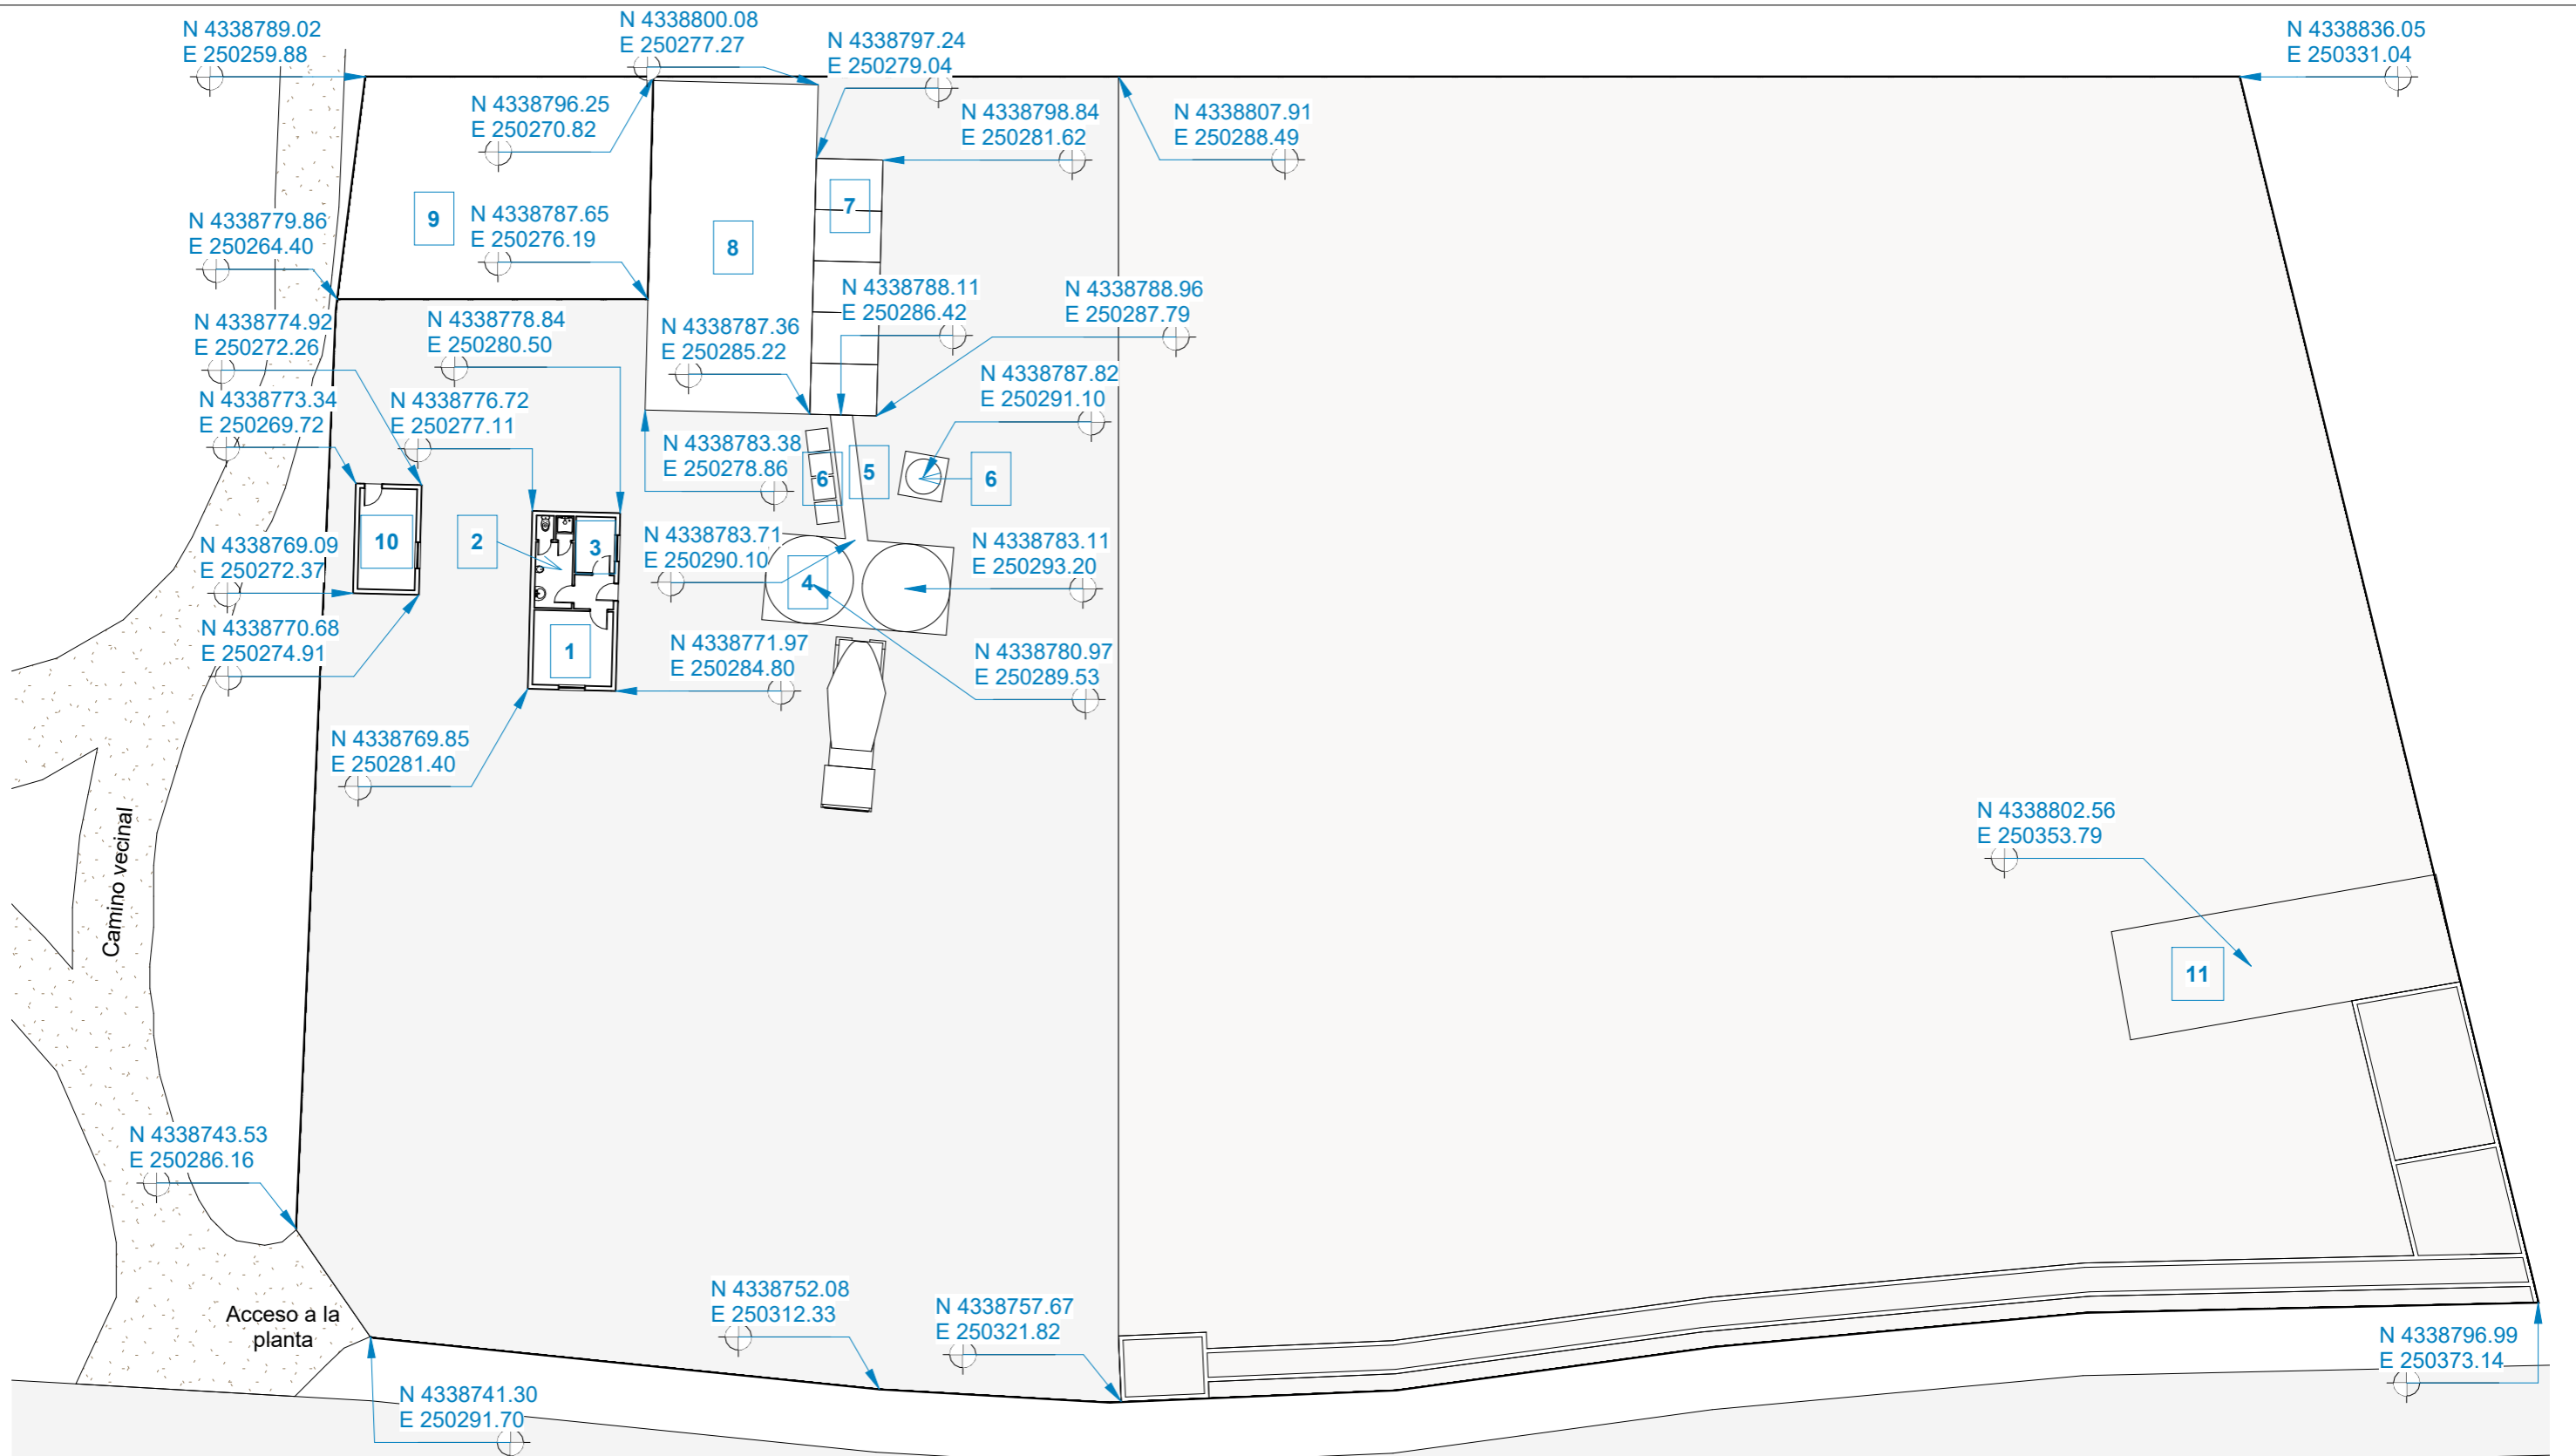 N 4338789.02
E 250259.88
N 4338800.08
E 250277.27
N 4338797.24
E 250279.04
N 4338836.05
E 250331.04
N 4338796.25
E 250270.82
N 4338798.84
E 250281.62
N 4338807.91
E 250288.49
9
7
8
N 4338779.86
E 250264.40
N 4338787.65
E 250276.19
N 4338788.11
E 250286.42
N 4338788.96
E 250287.79
N 4338774.92
E 250272.26
N 4338778.84
E 250280.50
N 4338787.36
E 250285.22
N 4338773.34
E 250269.72
N 4338776.72
E 250277.11
N 4338787.82
E 250291.10
N 4338783.38
E 250278.86
6
5
6
N 4338769.09
E 250272.37
10
2
3
N 4338783.71
E 250290.10
4
N 4338783.11
E 250293.20
N 4338770.68
E 250274.91
1
N 4338771.97
E 250284.80
N 4338780.97
E 250289.53
N 4338769.85
E 250281.40
Camino vecinal
N 4338802.56
E 250353.79
11
N 4338743.53
E 250286.16
Acceso a la
planta
N 4338752.08
E 250312.33
N 4338757.67
E 250321.82
N 4338796.99
E 250373.14
N 4338741.30
E 250291.70